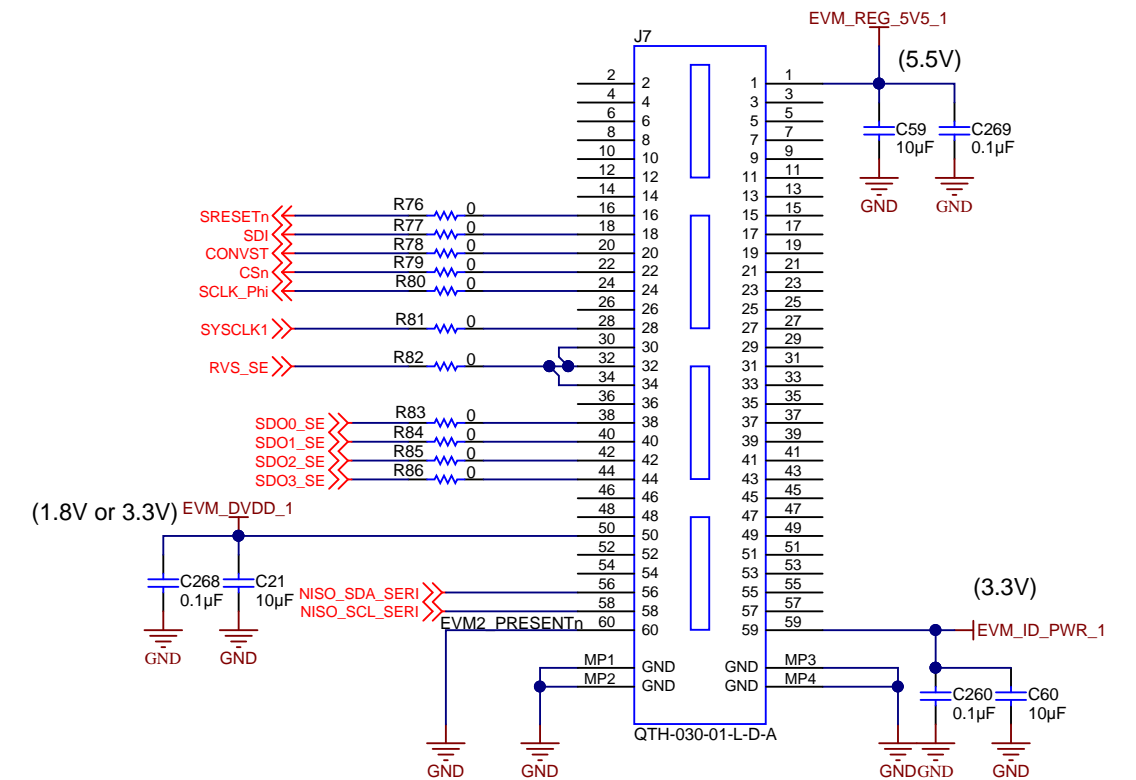 EVM_REG_5V5_1
(5.5V)
J7
2 2 1 1
4 4 3 3
6 6 5 5
8 8 7 7
10 10 9 9
12 12 11 11
14 14 13 13
C59 10µF
C269 0.1µF
GND GND
SRESETn R76 0 16 16 15 15
SDI R77 0 18 18 17 17
CONVST R78 0 20 20 19 19
CSn R79 0 22 22 21 21
SCLK_Phi R80 0 24 24 23 23
26 26 25 25
SYSCLK1 R81 0 28 28 27 27
30 30 29 29
RVS_SE R82 0 32 32 31 31
34 34 33 33
36 36 35 35
SDO0_SE R83 0 38 38 37 37
SDO1_SE R84 0 40 40 39 39
SDO2_SE R85 0 42 42 41 41
SDO3_SE R86 0 44 44 43 43
46 46 45 45
(1.8V or 3.3V) EVM_DVDD_1 48 48 47 47
50 50 49 49
52 52 51 51
54 54 53 53
C268 0.1µF
C21 10µF
GND GND
NISO_SDA_SERI 56 56 55 55
NISO_SCL_SERI 58 58 57 57
EVM2_PRESENTn 60 60 59 59
(3.3V)
EVM_ID_PWR_1
MP1 GND GND MP3
MP2 GND GND MP4
C260 0.1µF
C60 10µF
QTH-030-01-L-D-A
GND GND GND GND GND